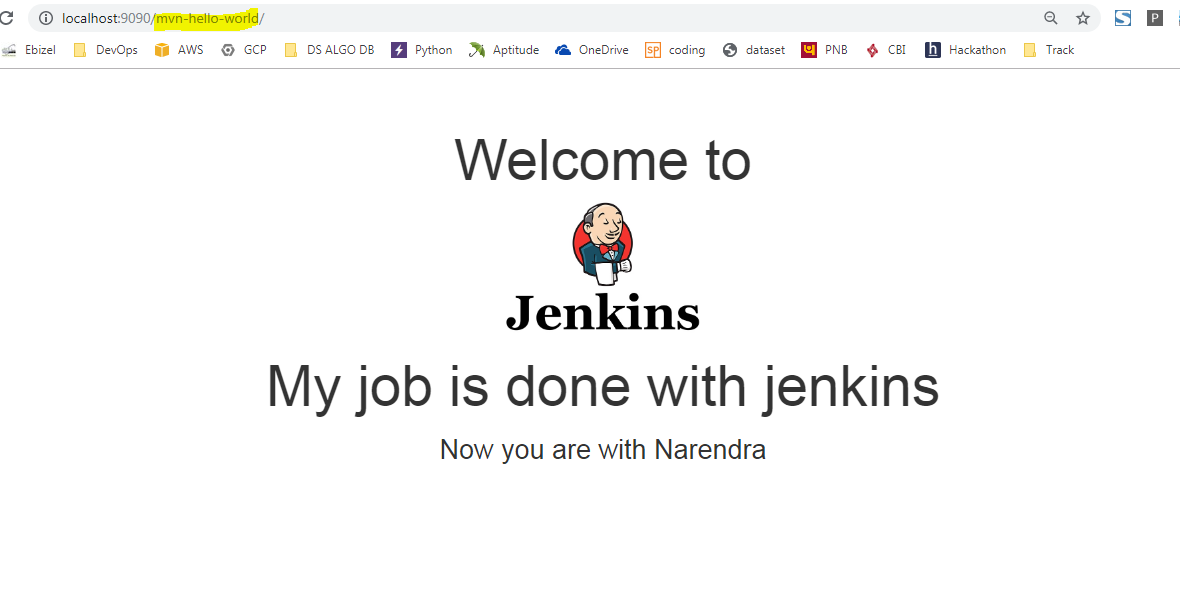 localhost:9090/mvn-hello-world/
P
Ebizel DevOps AWS GCP DS ALGO DB Python Aptitude OneDrive SP coding dataset PNB CBI h Hackathon Track
Welcome to
Jenkins
My job is done with jenkins
Now you are with Narendra